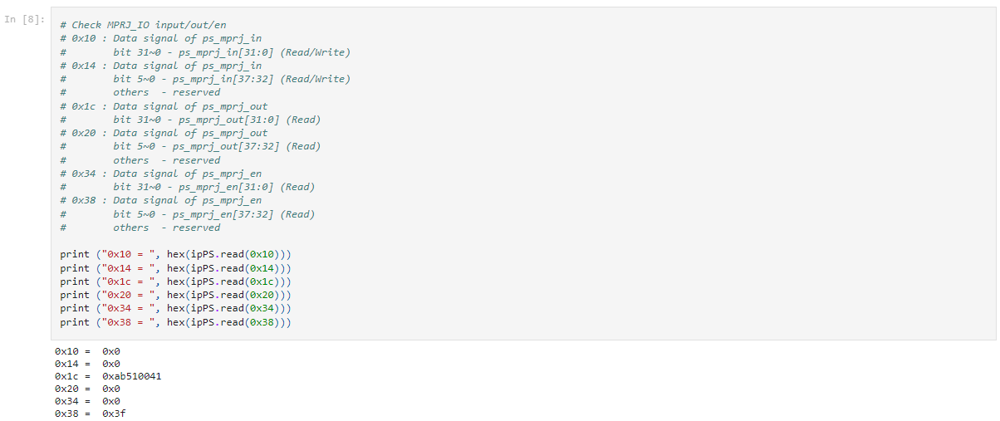 In [8]:
# Check MPRJ_IO input/out/en
# 0x10 : Data signal of ps_mprj_in
#        bit 31~0 - ps_mprj_in[31:0] (Read/Write)
# 0x14 : Data signal of ps_mprj_in
#        bit 5~0 - ps_mprj_in[37:32] (Read/Write)
#        others  - reserved
# 0x1c : Data signal of ps_mprj_out
#        bit 31~0 - ps_mprj_out[31:0] (Read)
# 0x20 : Data signal of ps_mprj_out
#        bit 5~0 - ps_mprj_out[37:32] (Read)
#        others  - reserved
# 0x34 : Data signal of ps_mprj_en
#        bit 31~0 - ps_mprj_en[31:0] (Read)
# 0x38 : Data signal of ps_mprj_en
#        bit 5~0 - ps_mprj_en[37:32] (Read)
#        others  - reserved
print ("0x10 = ", hex(ipPS.read(0x10)))
print ("0x14 = ", hex(ipPS.read(0x14)))
print ("0x1c = ", hex(ipPS.read(0x1c)))
print ("0x20 = ", hex(ipPS.read(0x20)))
print ("0x34 = ", hex(ipPS.read(0x34)))
print ("0x38 = ", hex(ipPS.read(0x38)))
0x10 =  0x0
0x14 =  0x0
0x1c =  0xab510041
0x20 =  0x0
0x34 =  0x0
0x38 =  0x3f